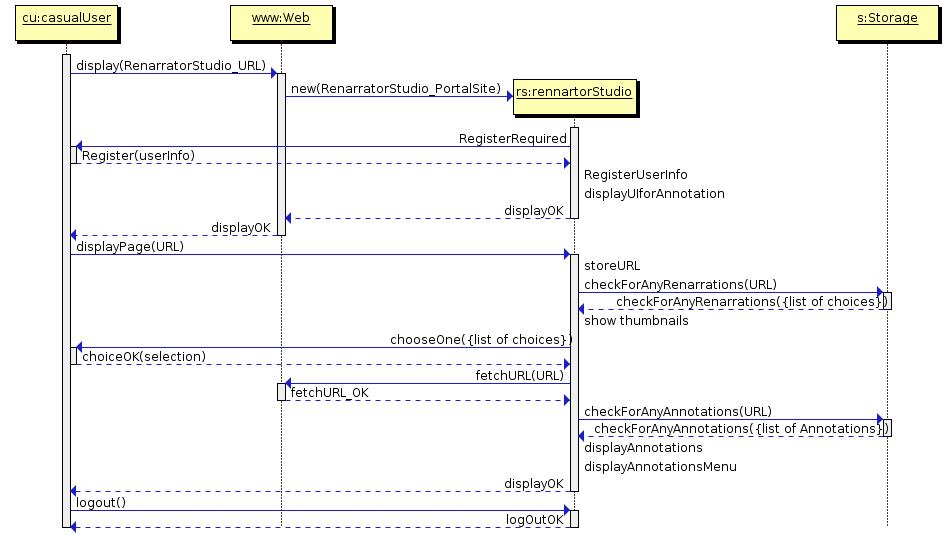 cu:casualUser
www:Web
s:Storage
display(RenarratorStudio_URL)
new(RenarratorStudio_PortalSite)
rs:rennartorStudio
RegisterRequired
Register(userInfo)
RegisterUserInfo
displayUIforAnnotation
displayOK
displayOK
displayPage(URL)
storeURL
checkForAnyRenarrations(URL)
checkForAnyRenarrations({list of choices})
show thumbnails
chooseOne({list of choices})
choiceOK(selection)
fetchURL(URL)
fetchURL_OK
checkForAnyAnnotations(URL)
checkForAnyAnnotations({list of Annotations})
displayAnnotations
displayAnnotationsMenu
displayOK
logout()
logOutOK